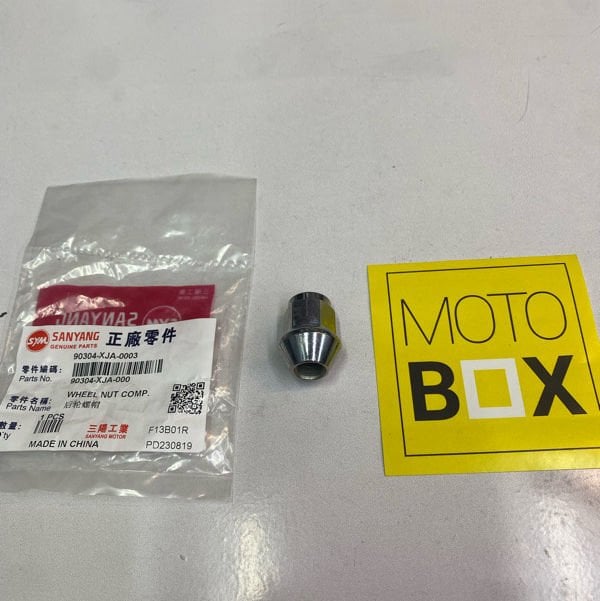 SYM
SANYANG
GENUINE PARTS
正廠零件
零件編碼：
Parts No.
90304-XJA-0003
90304-XJA-000
零件名稱：
Parts Name
WHEEL NUT COMP.
后轮螺帽
數量：
Q'ty
1 PCS
MADE IN CHINA
三陽工業
SANYANG MOTOR
F13B01R
PD230819
MOTO
BOX